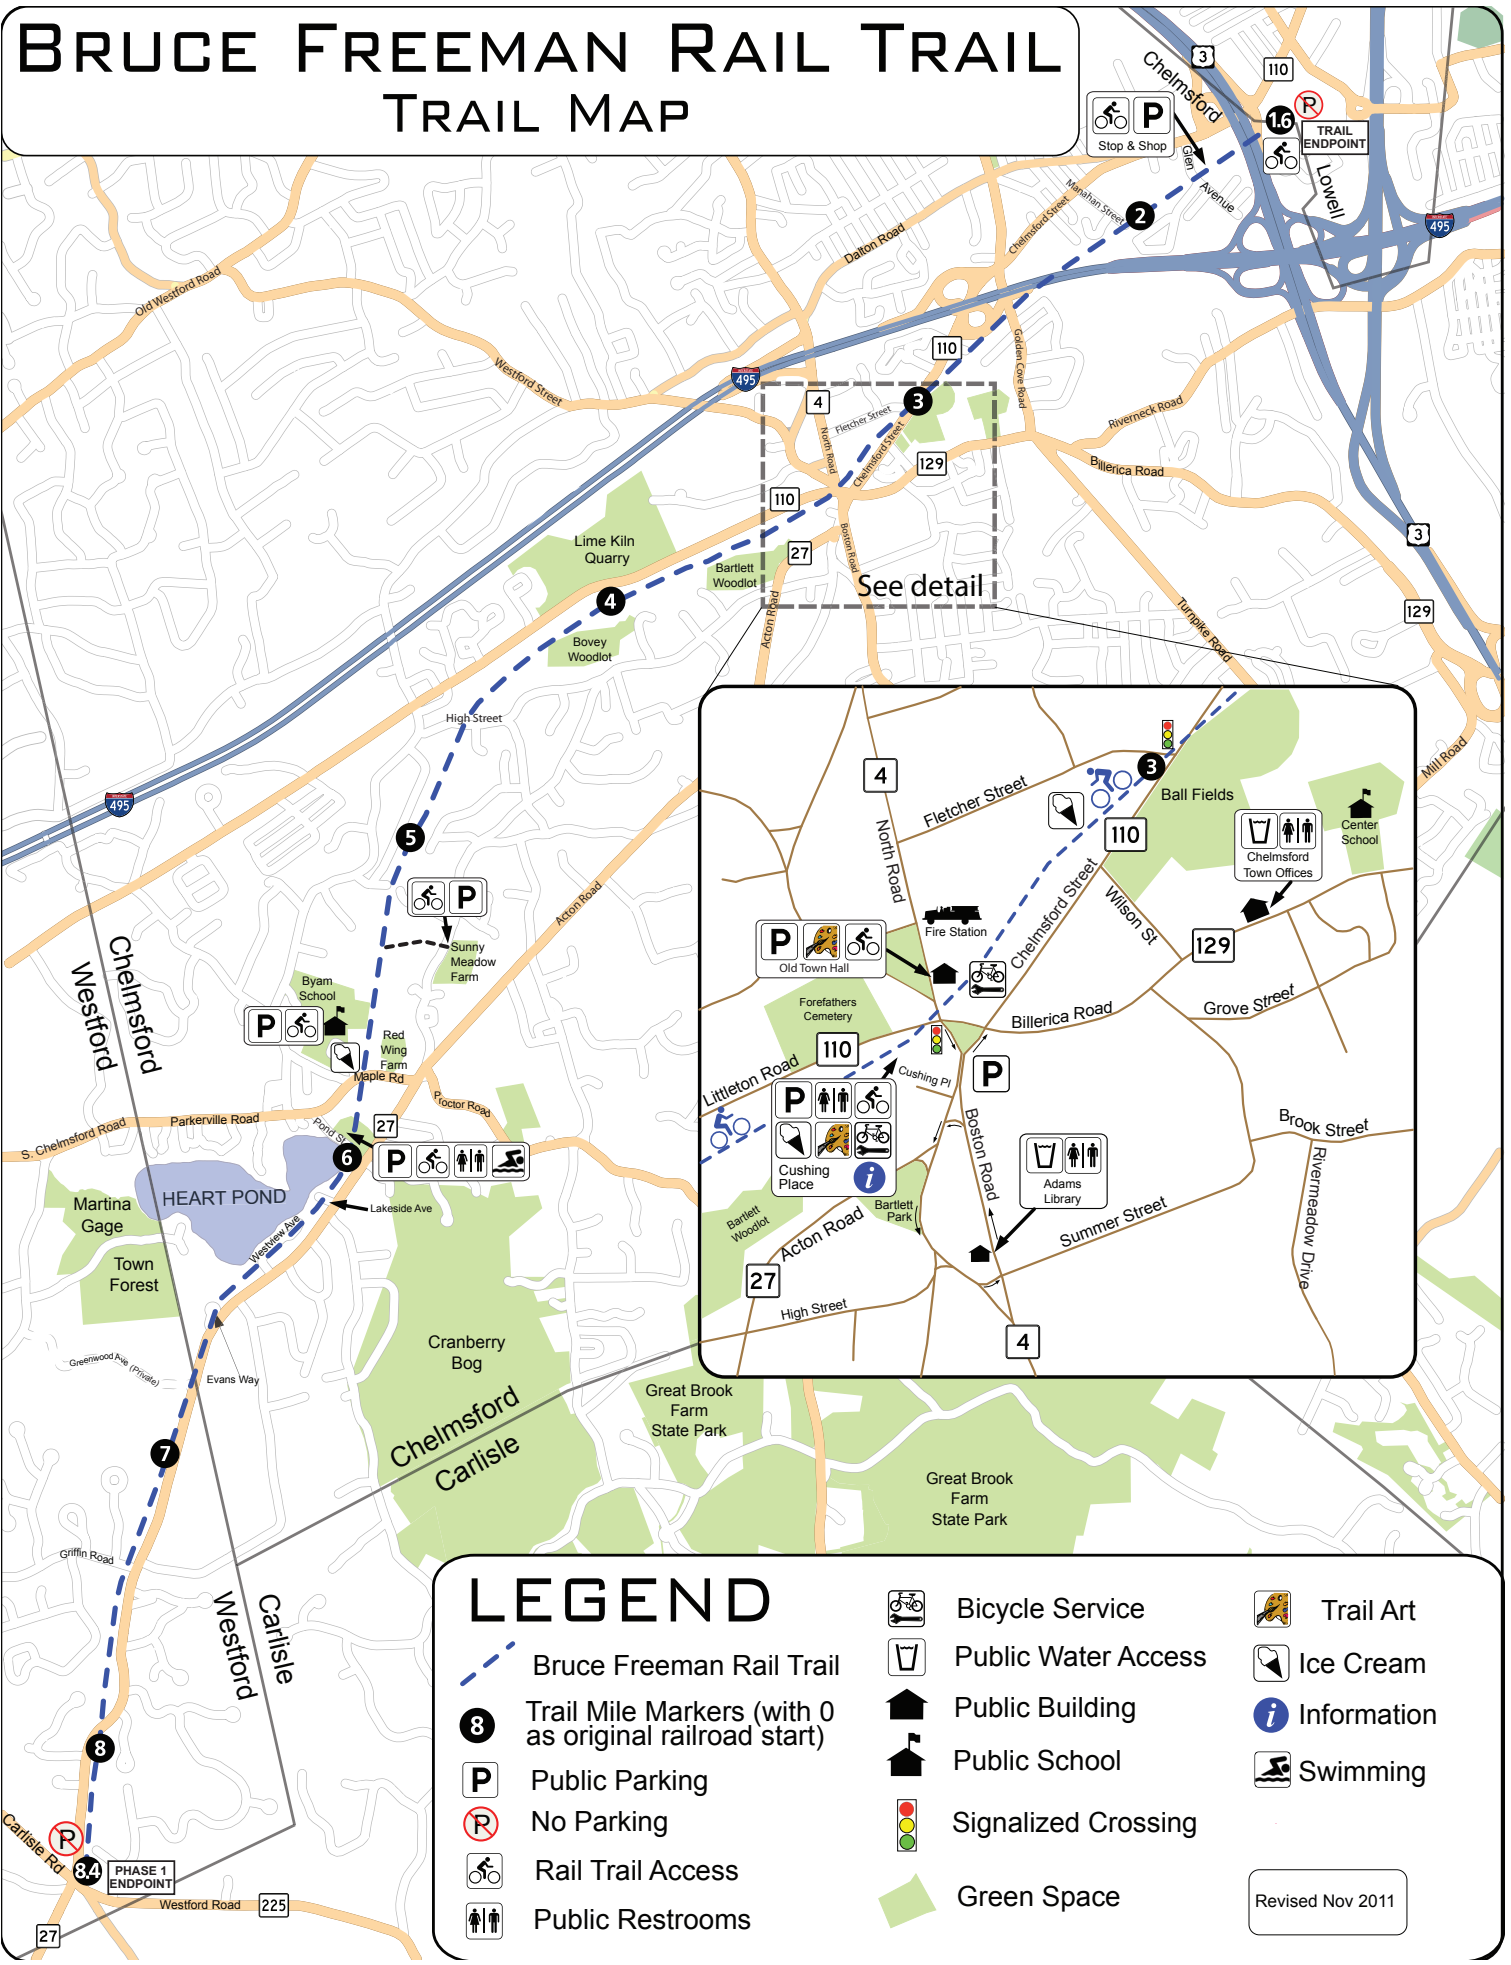 BRUCE FREEMAN RAIL TRAIL
TRAIL MAP
Chelmsford
3
110
P
Stop & Shop
1.6
P
TRAIL
ENDPOINT
Glen
Avenue
Lowell
Manahan Street
2
495
Chelmsford Street
Dalton Road
Old Westford Road
Westford Street
110
Golden Cove Road
495
4
3
Fletcher Street
North Road
Chelmsford Street
129
Riverneck Road
Billerica Road
110
Boston Road
27
See detail
3
129
Lime Kiln
Quarry
Bartlett
Woodlot
4
Acton Road
Bovey
Woodlot
Turnpike Road
Mill Road
High Street
495
5
P
Acton Road
Sunny
Meadow
Farm
Chelmsford
Westford
Byam
School
P
Red
Wing
Farm
Maple Rd
Proctor Road
Parkerville Road
S. Chelmsford Road
Pond St
27
6
P
HEART POND
Lakeside Ave
Westview Ave
Martina
Gage
Town
Forest
Greenwood Ave (Private)
Evans Way
Cranberry
Bog
Chelmsford
Carlisle
Great Brook
Farm
State Park
Great Brook
Farm
State Park
7
Griffin Road
Carlisle
Westford
8
P
Carlisle Rd
8.4
PHASE 1
ENDPOINT
Westford Road
225
27
4
Fletcher Street
North Road
3
Ball Fields
110
Center
School
Chelmsford
Town Offices
Chelmsford Street
Wilson St
129
Fire Station
P
Old Town Hall
Forefathers
Cemetery
Billerica Road
Grove Street
110
Littleton Road
Cushing Pl
P
P
Cushing
Place
i
Boston Road
Brook Street
Adams
Library
Rivermeadow Drive
Bartlett
Park
Bartlett
Woodlot
Acton Road
Summer Street
27
High Street
4
LEGEND
Bruce Freeman Rail Trail
8
Trail Mile Markers (with 0
as original railroad start)
P
Public Parking
P
No Parking
Rail Trail Access
Public Restrooms
Bicycle Service
Public Water Access
Public Building
Public School
Signalized Crossing
Green Space
Trail Art
Ice Cream
i
Information
Swimming
Revised Nov 2011